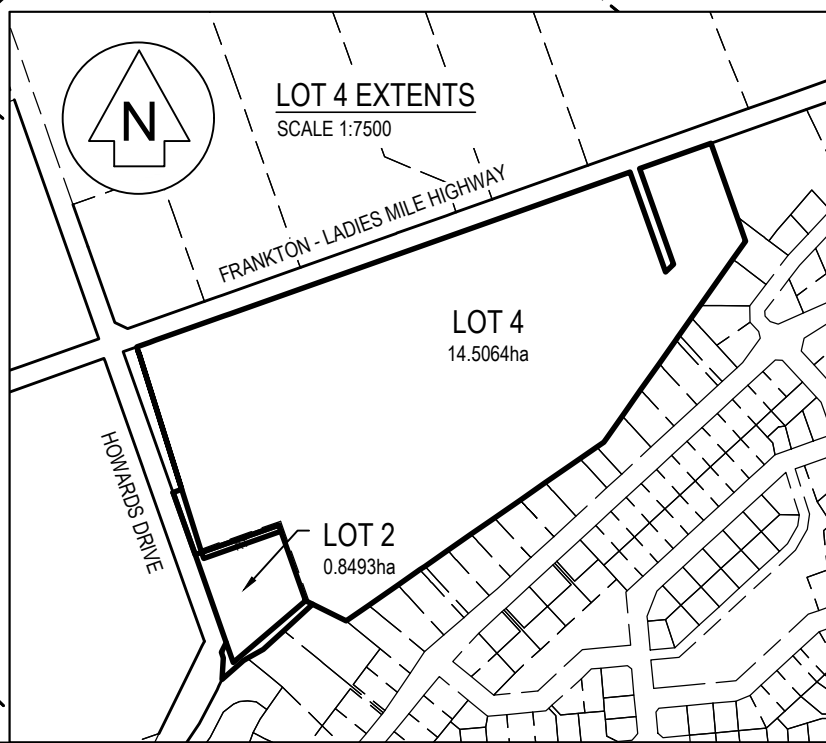 N
LOT 4 EXTENTS
SCALE 1:7500
FRANKTON - LADIES MILE HIGHWAY
LOT 4
14.5064ha
HOWARDS DRIVE
LOT 2
0.8493ha